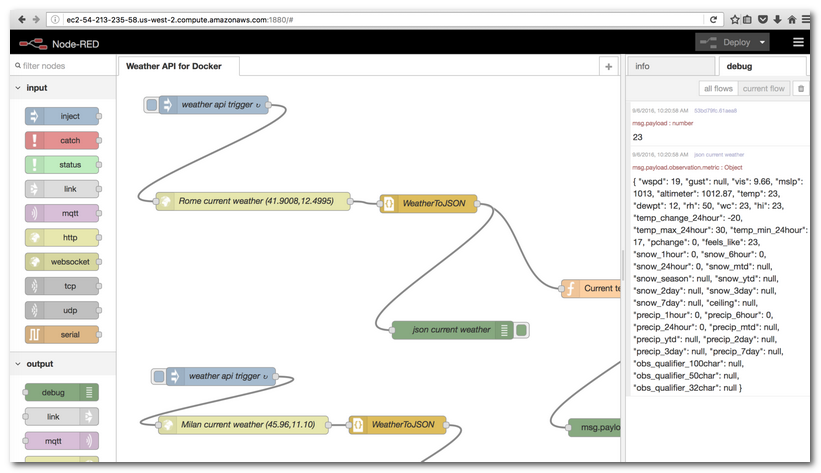 ec2-54-213-235-58.us-west-2.compute.amazonaws.com:1880/#
Node-RED
Deploy
filter nodes
input
inject
catch
status
link
mqtt
http
websocket
tcp
udp
serial
output
debug
link
mqtt
Weather API for Docker
+
weather api trigger ↻
Rome current weather (41.9008,12.4995)
WeatherToJSON
Current te
json current weather
weather api trigger ↻
Milan current weather (45.96,11.10)
WeatherToJSON
msg.paylo
info
debug
all flows
current flow
9/6/2016, 10:20:58 AM
msg.payload : number
23
9/6/2016, 10:20:58 AM json current weather
msg.payload.observation.metric : Object
{ "wspd": 19, "gust": null, "vis": 9.66, "mslp":
1013, "altimeter": 1012.87, "temp": 23,
"dewpt": 12, "rh": 50, "wc": 23, "hi": 23,
"temp_change_24hour": -20,
"temp_max_24hour": 30, "temp_min_24hour":
17, "pchange": 0, "feels_like": 23,
"snow_1hour": 0, "snow_6hour": 0,
"snow_24hour": 0, "snow_mtd": null,
"snow_season": null, "snow_ytd": null,
"snow_2day": null, "snow_3day": null,
"snow_7day": null, "ceiling": null,
"precip_1hour": 0, "precip_6hour": 0,
"precip_24hour": 0, "precip_mtd": null,
"precip_ytd": null, "precip_2day": null,
"precip_3day": null, "precip_7day": null,
"obs_qualifier_100char": null,
"obs_qualifier_50char": null,
"obs_qualifier_32char": null }